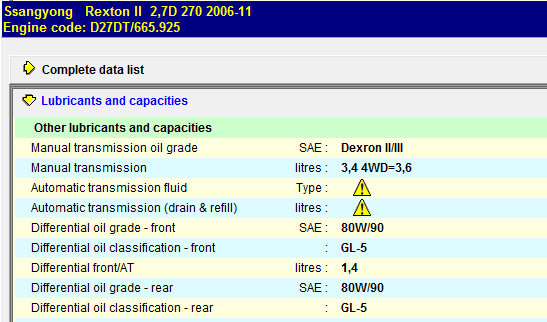 Ssangyong Rexton II 2,7D 270 2006-11
Engine code: D27DT/665.925
Complete data list
Lubricants and capacities
Other lubricants and capacities
Manual transmission oil grade SAE : Dexron II/III
Manual transmission litres : 3,4 4WD=3,6
Automatic transmission fluid Type :
Automatic transmission (drain & refill) litres :
Differential oil grade - front SAE : 80W/90
Differential oil classification - front : GL-5
Differential front/AT litres : 1,4
Differential oil grade - rear SAE : 80W/90
Differential oil classification - rear : GL-5